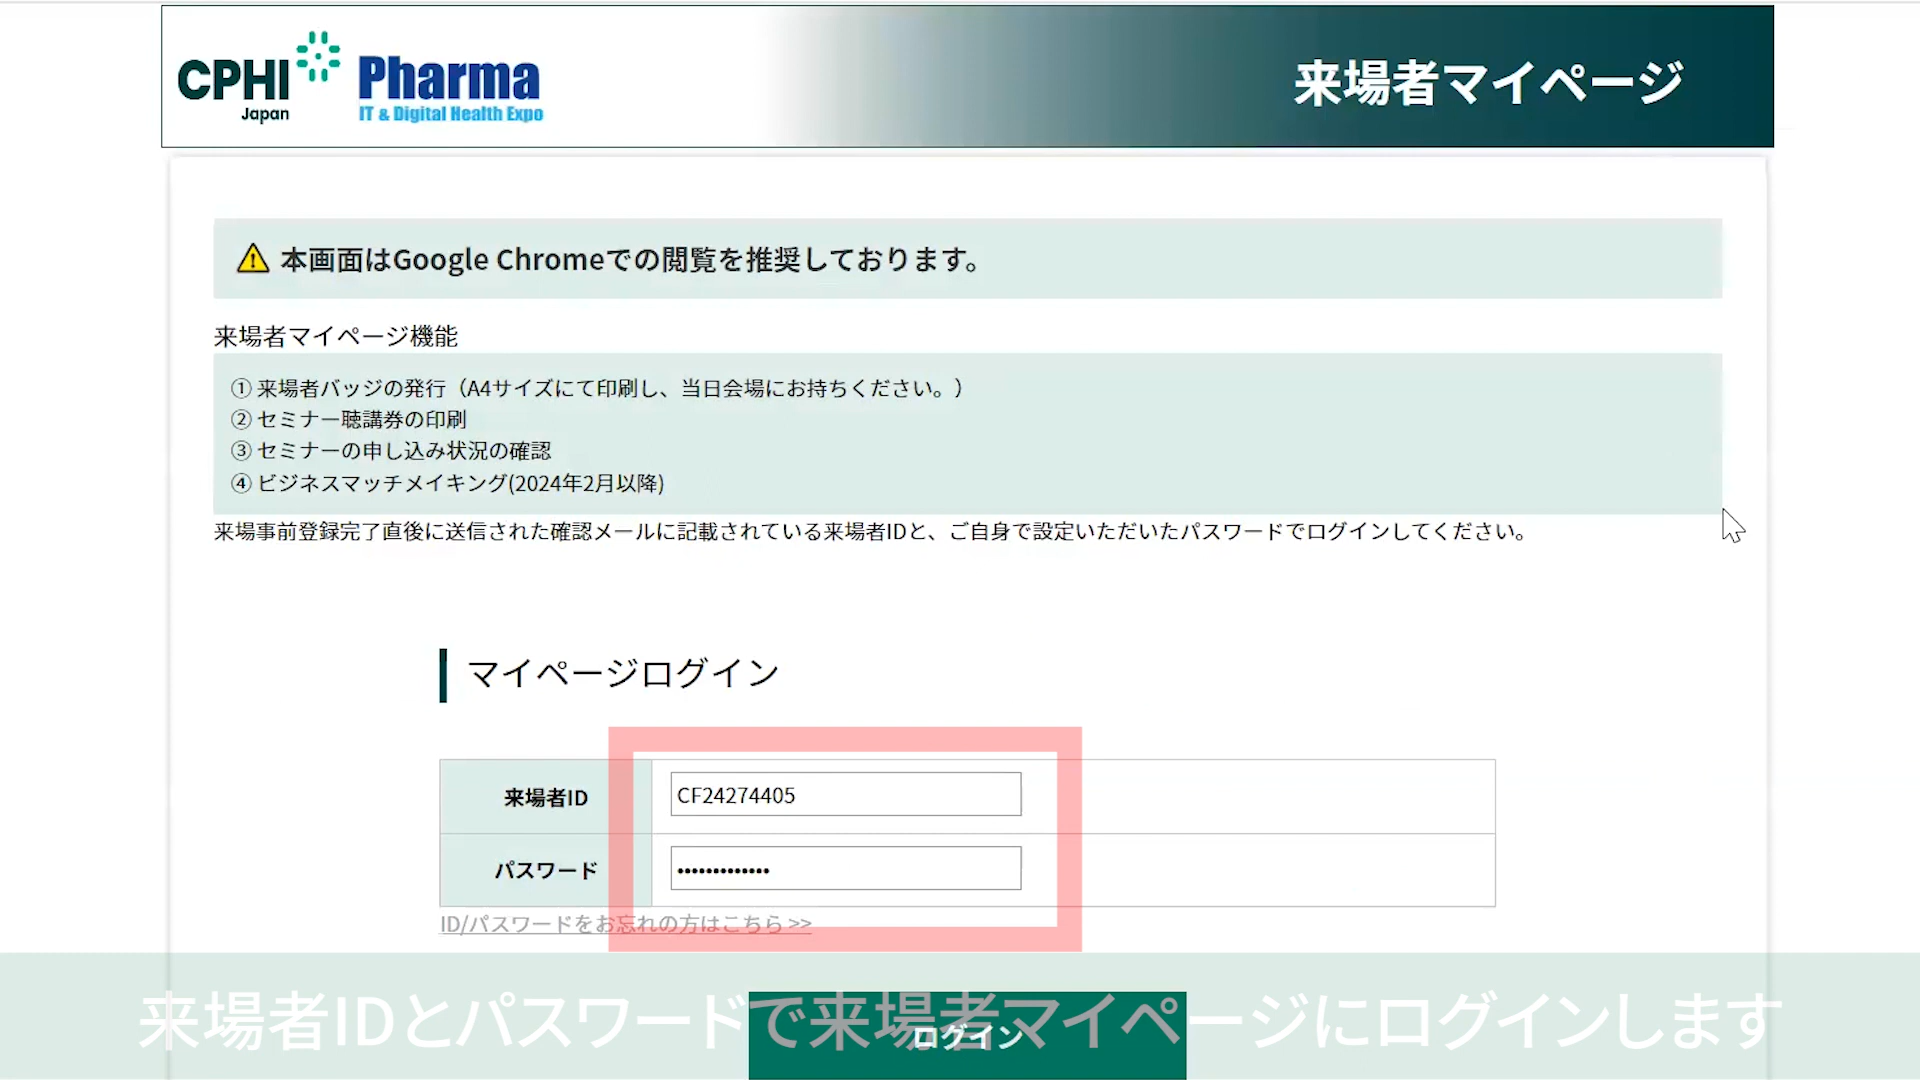 CPHI
Japan
Pharma
IT & Digital Health Expo
来場者マイページ
本画面はGoogle Chromeでの閲覧を推奨しております。
来場者マイページ機能
① 来場者バッジの発行（A4サイズにて印刷し、当日会場にお持ちください。）
② セミナー聴講券の印刷
③ セミナーの申し込み状況の確認
④ ビジネスマッチメイキング(2024年2月以降)
来場事前登録完了直後に送信された確認メールに記載されている来場者IDと、ご自身で設定いただいたパスワードでログインしてください。
マイページログイン
来場者ID
CF24274405
パスワード
•••••••••••••
ID/パスワードをお忘れの方はこちら >>
来場者IDとパスワードで来場者マイページにログインします
ログイン